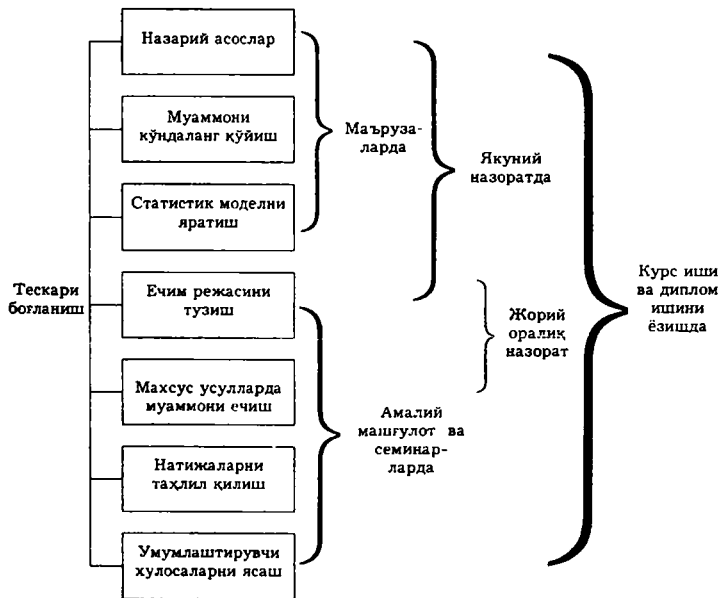 Назарий асослар
Муаммони
кўндаланг қўйиш
Статистик моделни
яратиш
Тескари
боғланиш
Ечим режасини
тузиш
Махсус усулларда
муаммони ечиш
Натижаларни
таҳлил қилиш
Умумлаштирувчи
хулосаларни ясаш
Маъруза-
ларда
Амалий
машғулот ва
семинар-
ларда
Якуний
назоратда
Жорий
оралиқ
назорат
Курс иши
ва диплом
ишини
ёзишда